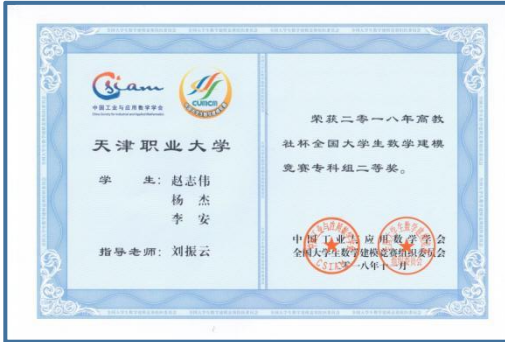 CSiam
中国工业与应用数学学会
CUMCM
天津职业大学
学 生：赵志伟
杨 杰
李 安
指导老师：刘振云
荣获二零一八年高教
社杯全国大学生数学建模
竞赛专科组二等奖。
中国工业与应用数学学会
全国大学生数学建模竞赛组织委员会
二零一八年十一月